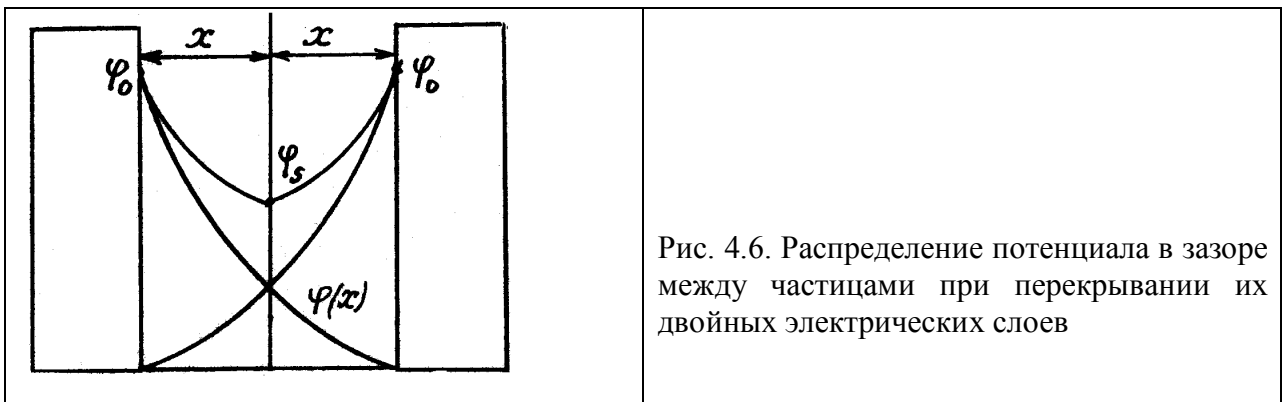 x x
φ₀ φ₀
φₛ
φ(x)
Рис. 4.6. Распределение потенциала в зазоре
между частицами при перекрывании их
двойных электрических слоев